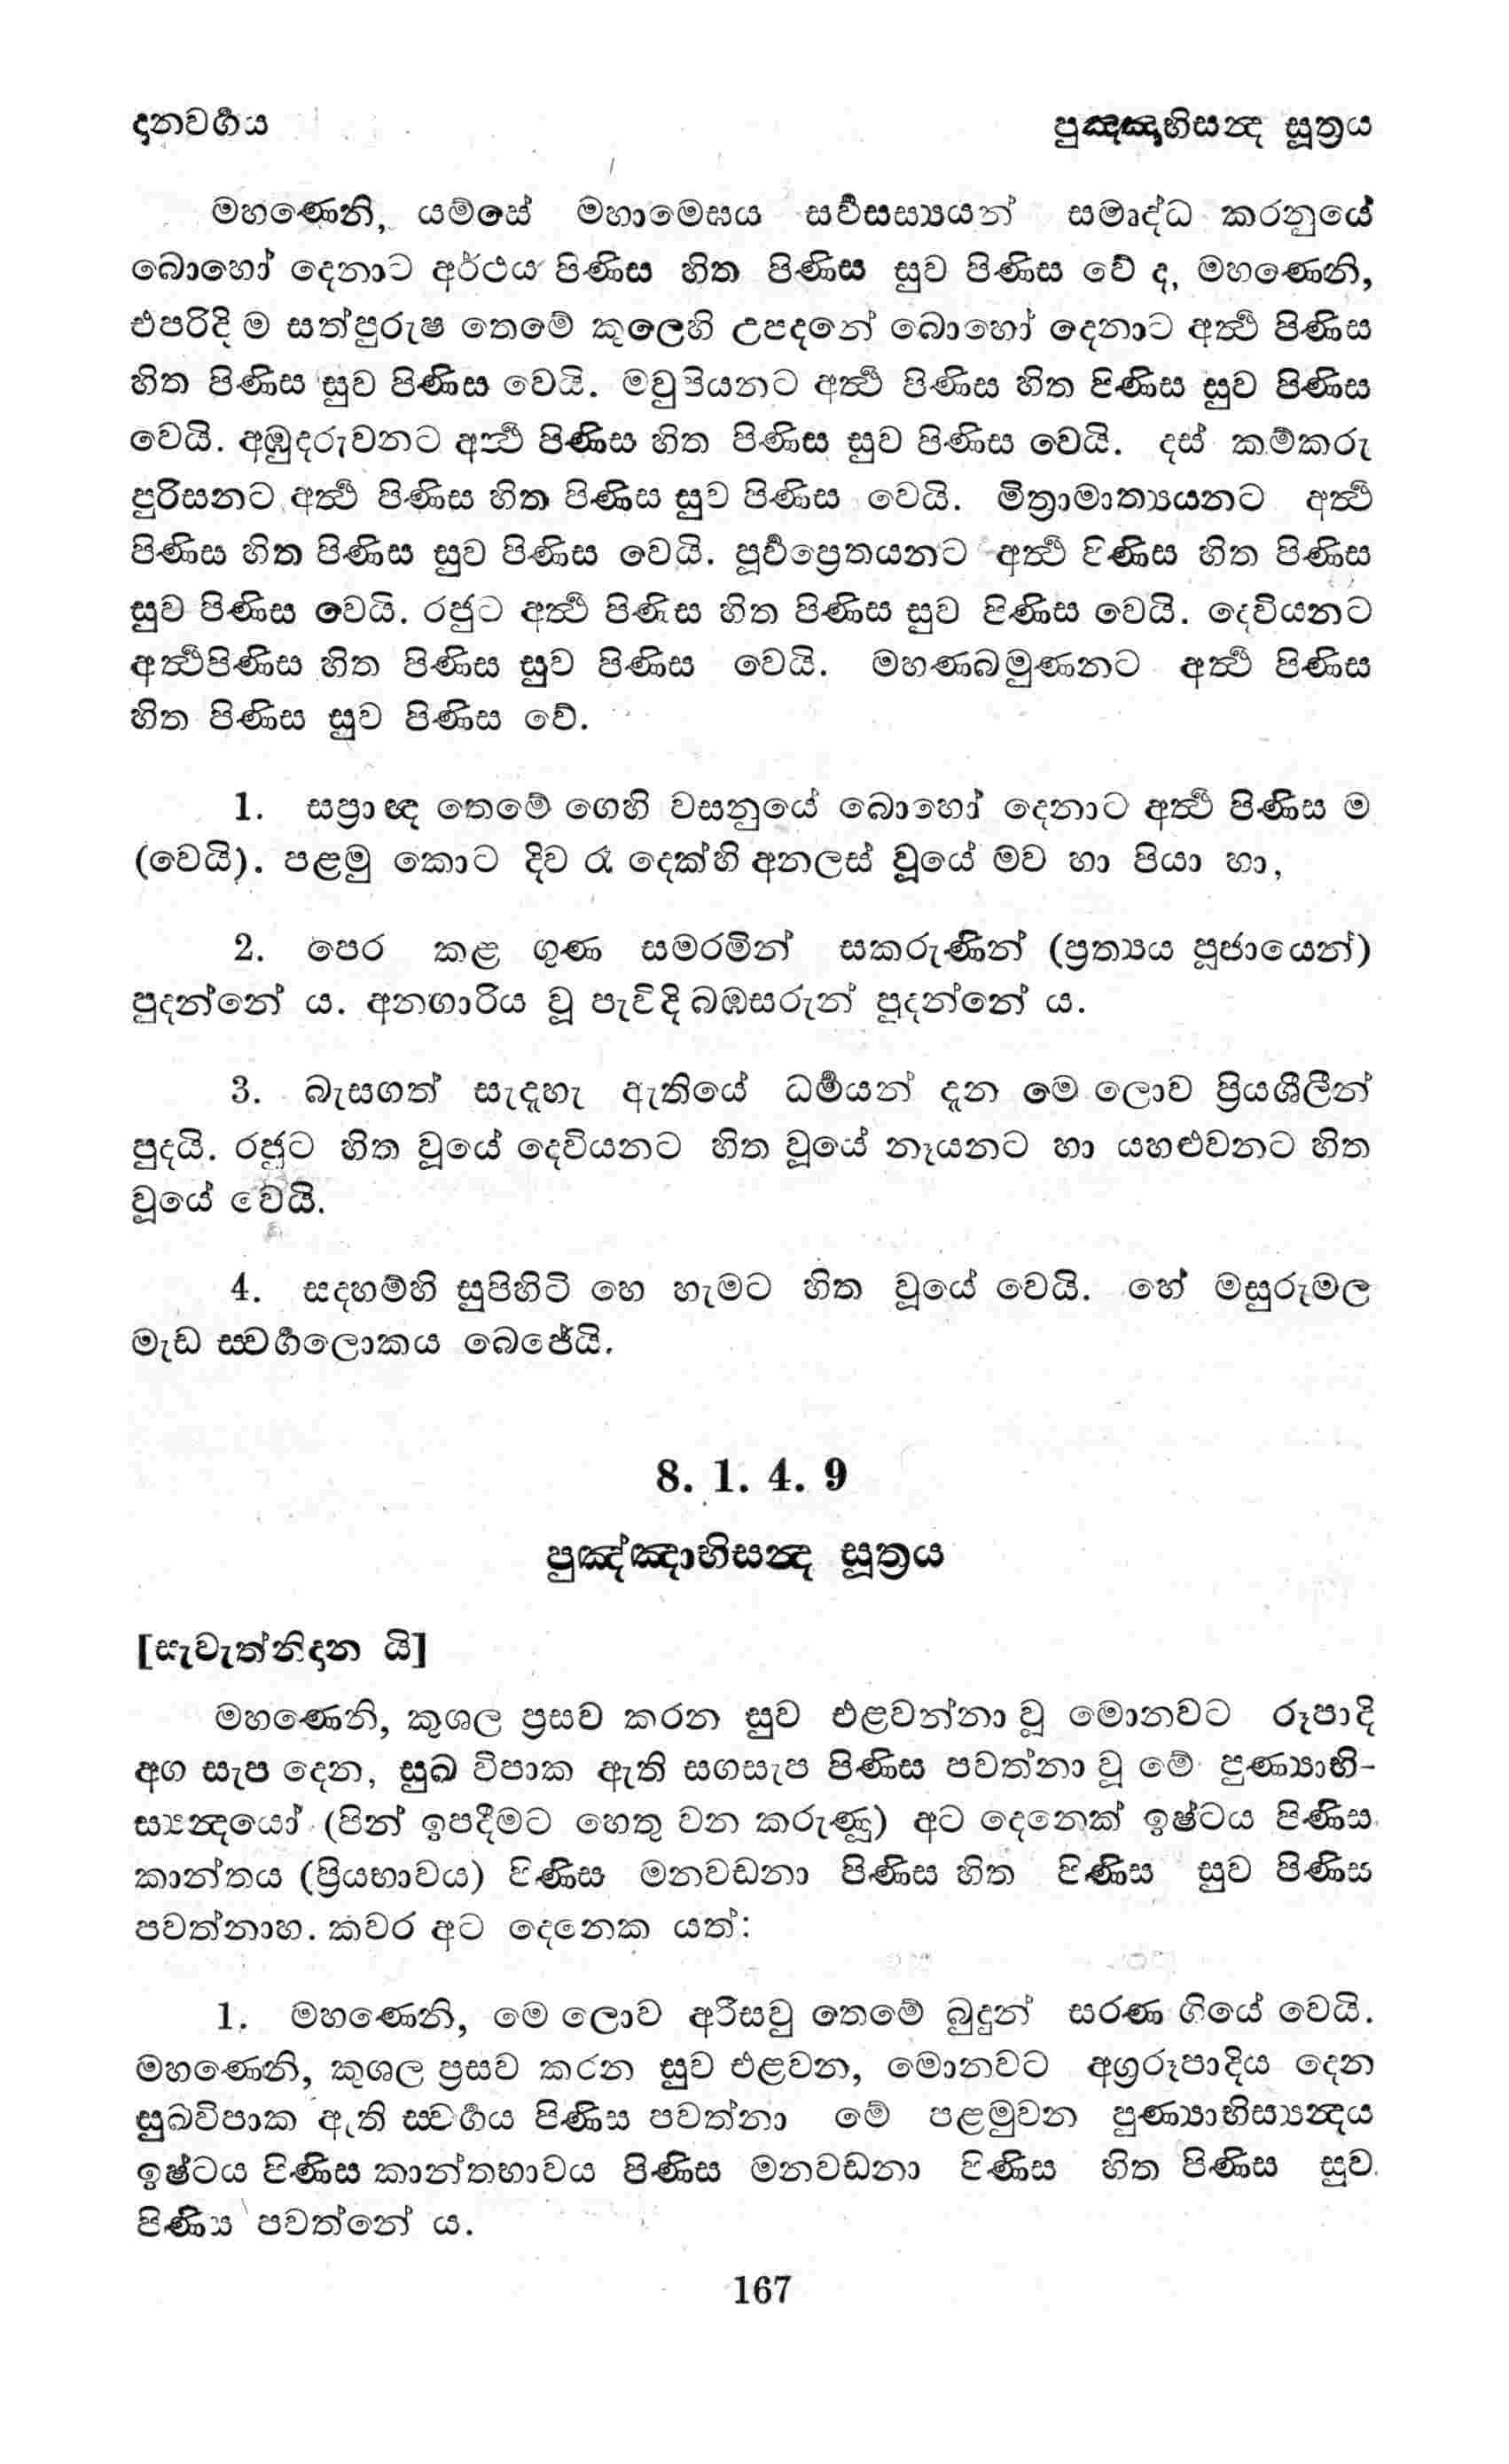 දානවර්‍ගය
පුඤ්ඤාභිසන්‍ද සූත්‍රය
මහණෙනි, යම්සේ මහාමෙඝය සර්‍වසස්‍යයන් සමෘද්ධ කරනුයේ
බොහෝ දෙනාට අර්ථය පිණිස හිත පිණිස සුව පිණිස වේ ද, මහණෙනි,
එපරිදි ම සත්පුරුෂ තෙමේ කුලෙහි උපදනේ බොහෝ දෙනාට අර්‍ත්‍ථ පිණිස
හිත පිණිස සුව පිණිස වෙයි. මවුපියනට අර්‍ත්‍ථ පිණිස හිත පිණිස සුව පිණිස
වෙයි. අඹුදරුවනට අර්‍ත්‍ථ පිණිස හිත පිණිස සුව පිණිස වෙයි. දස් කම්කරු
පුරිසනට අර්‍ත්‍ථ පිණිස හිත පිණිස සුව පිණිස වෙයි. මිත්‍රාමාත්‍යයනට අර්‍ත්‍ථ
පිණිස හිත පිණිස සුව පිණිස වෙයි. පූර්‍වප්‍රෙතයනට අර්‍ත්‍ථ පිණිස හිත පිණිස
සුව පිණිස වෙයි. රජුට අර්‍ත්‍ථ පිණිස හිත පිණිස සුව පිණිස වෙයි. දෙවියනට
අර්‍ත්‍ථපිණිස හිත පිණිස සුව පිණිස වෙයි. මහණබමුණනට අර්‍ත්‍ථ පිණිස
හිත පිණිස සුව පිණිස වේ.
1. සප්‍රාඥ තෙමේ ගෙහි වසනුයේ බොහෝ දෙනාට අර්‍ත්‍ථ පිණිස ම
(වෙයි). පළමු කොට දිව රෑ දෙක්හි අනලස් වූයේ මව හා පියා හා,
2. පෙර කළ ගුණ සමරමින් සකරුණින් (ප්‍රත්‍යය පූජායෙන්)
පුදන්නේ ය. අනගාරිය වූ පැවිදි බඹසරුන් පුදන්නේ ය.
3. බැසගත් සැදැහැ ඇතියේ ධර්‍මයන් දැන මෙ ලොව ප්‍රියශීලීන්
පුදයි. රජුට හිත වූයේ දෙවියනට හිත වූයේ නෑයනට හා යහළුවනට හිත
වූයේ වෙයි.
4. සදහම්හි සුපිහිටි හෙ හැමට හිත වූයේ වෙයි. හේ මසුරුමල
මැඩ ස්‍වර්‍ගලොකය බෙජේයි.
8. 1. 4. 9
පුඤ්ඤාභිසන්‍ද සූත්‍රය
[සැවැත්නිදාන යි]
මහණෙනි, කුශල ප්‍රසව කරන සුව එළවන්නා වූ මොනවට රූපාදි
අග සැප දෙන, සුඛ විපාක ඇති සගසැප පිණිස පවත්නා වූ මේ පුණ්‍යාභි-
ස්‍යන්‍දයෝ (පින් ඉපදීමට හෙතු වන කරුණු) අට දෙනෙක් ඉෂ්ටය පිණිස
කාන්තය (ප්‍රියභාවය) පිණිස මනවඩනා පිණිස හිත පිණිස සුව පිණිස
පවත්නාහ. කවර අට දෙනෙක යත්:
1. මහණෙනි, මෙ ලොව අරීසවු තෙමේ බුදුන් සරණ ගියේ වෙයි.
මහණෙනි, කුශල ප්‍රසව කරන සුව එළවන, මොනවට අග්‍රරූපාදිය දෙන
සුඛවිපාක ඇති ස්‍වර්‍ගය පිණිස පවත්නා මේ පළමුවන පුණ්‍යාභිස්‍යන්‍දය
ඉෂ්ටය පිණිස කාන්තභාවය පිණිස මනවඩනා පිණිස හිත පිණිස සුව
පිණිස පවත්නේ ය.
167